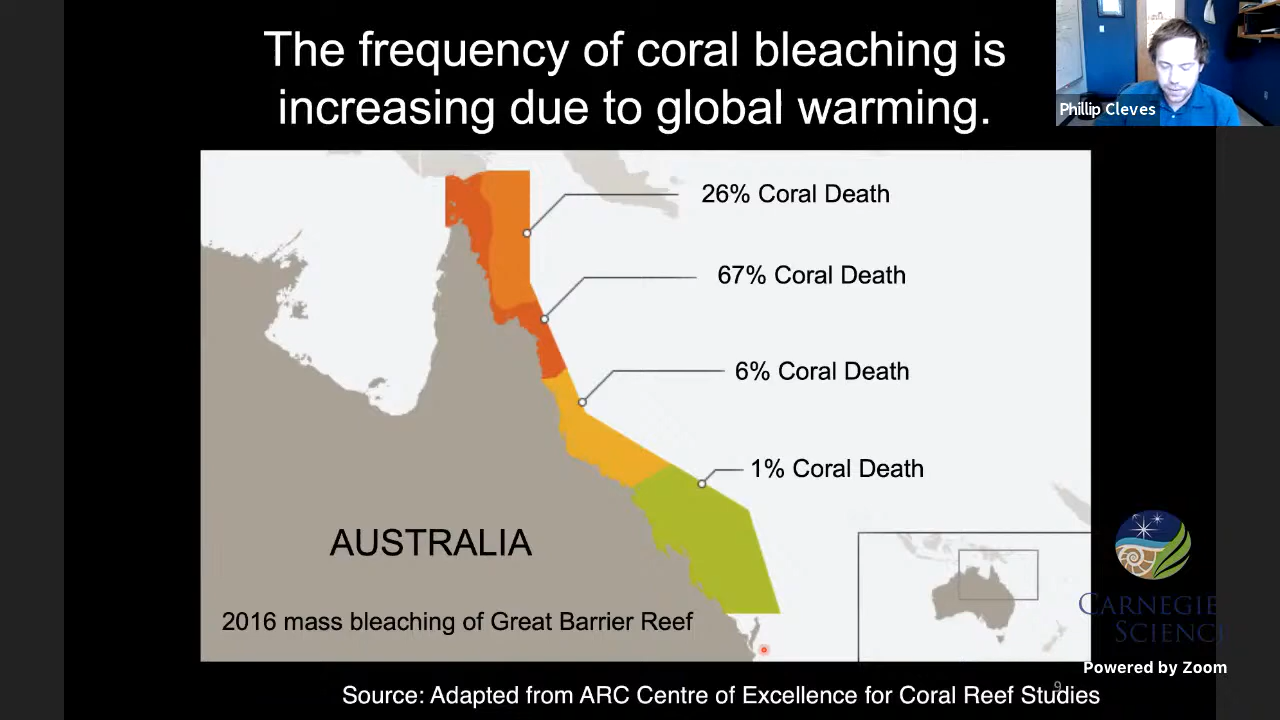 The frequency of coral bleaching is
increasing due to global warming.
Phillip Cleves
26% Coral Death
67% Coral Death
6% Coral Death
1% Coral Death
AUSTRALIA
2016 mass bleaching of Great Barrier Reef
CARNEGIE
SCIENC
Powered by Zoom
9
Source: Adapted from ARC Centre of Excellence for Coral Reef Studies